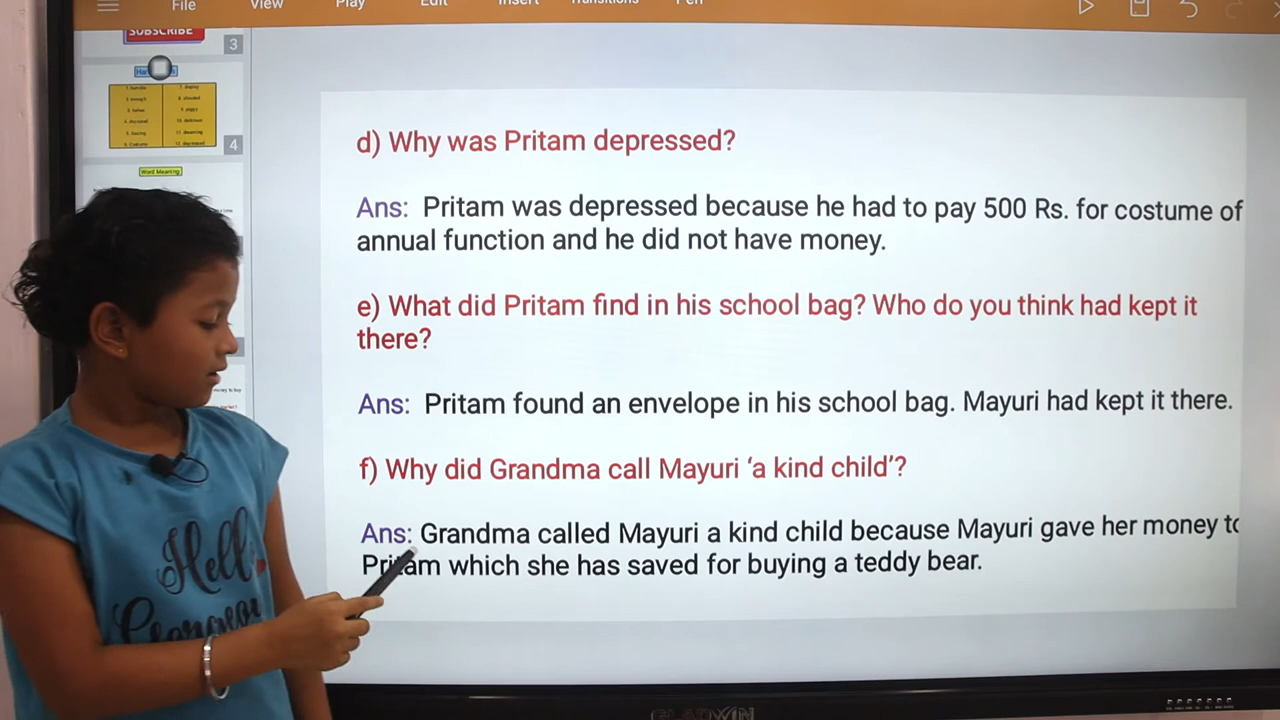 File View Play Edit Insert Transitions Pen
SUBSCRIBE
3
4
Word Meaning
d) Why was Pritam depressed?
Ans: Pritam was depressed because he had to pay 500 Rs. for costume of
annual function and he did not have money.
e) What did Pritam find in his school bag? Who do you think had kept it
there?
Ans: Pritam found an envelope in his school bag. Mayuri had kept it there.
f) Why did Grandma call Mayuri ‘a kind child’?
Ans: Grandma called Mayuri a kind child because Mayuri gave her money to
Pritam which she has saved for buying a teddy bear.
Hello
GLADWIN